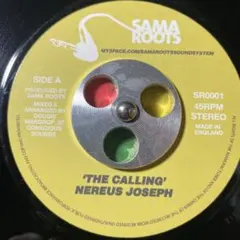 SAMA
ROOTS
MYSPACE.COM/SAMAROOTSSOUNDSYSTEM
SIDE A
PRODUCED BY
SAMA ROOTS
MIXED &
ARRANGED BY
DOUGIE
WARDROP AT
CONSCIOUS
SOUNDS
SR0001
45RPM
STEREO
MADE IN
ENGLAND
'THE CALLING'
NEREUS JOSEPH